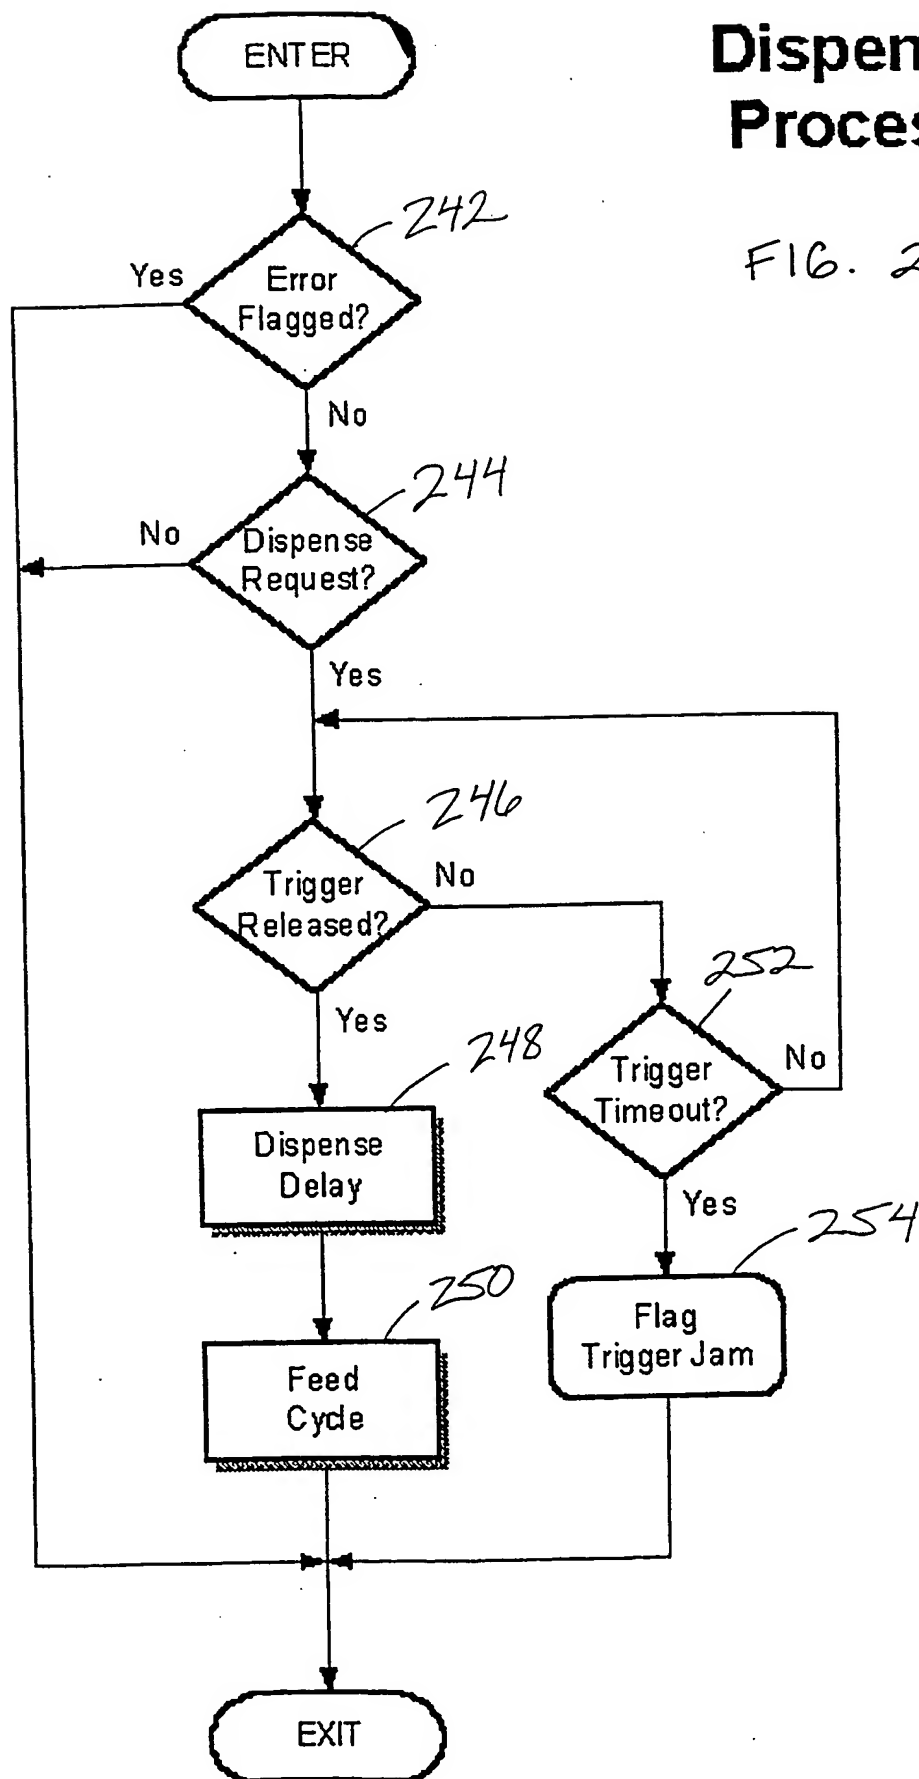 ENTER
Dispen
Proces
FIG. 2
242
Yes
Error
Flagged?
No
244
No
Dispense
Request?
Yes
246
Trigger
Released?
No
252
Yes
Trigger
Timeout?
No
248
Dispense
Delay
Yes
254
250
Feed
Cycle
Flag
Trigger Jam
EXIT